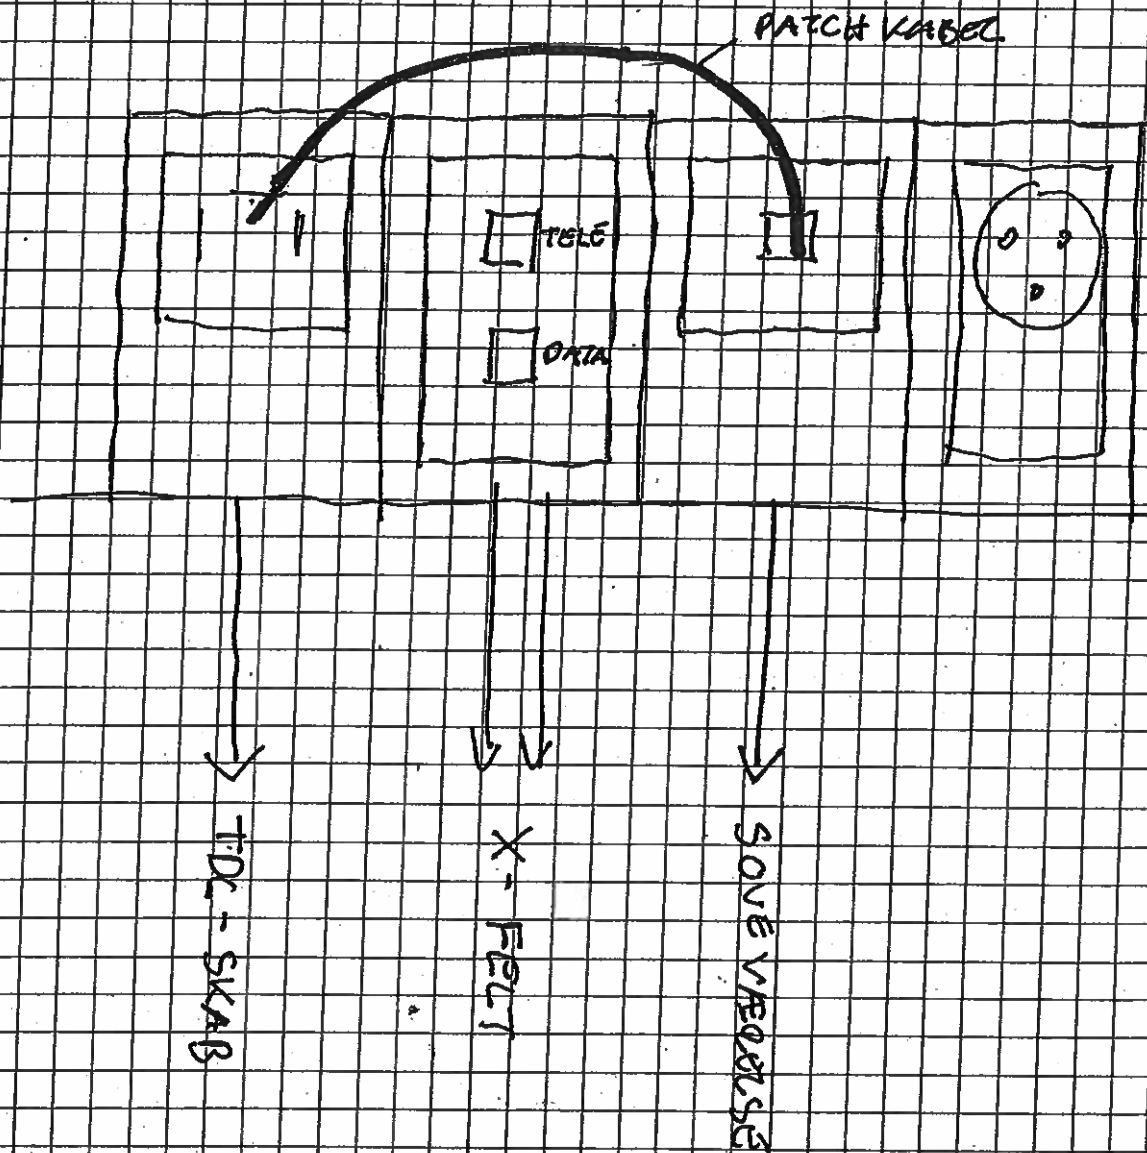 PATCH KABEL
TELE
DATA
TDC - SKAB
X - FELT
SOVEVÆRELSE